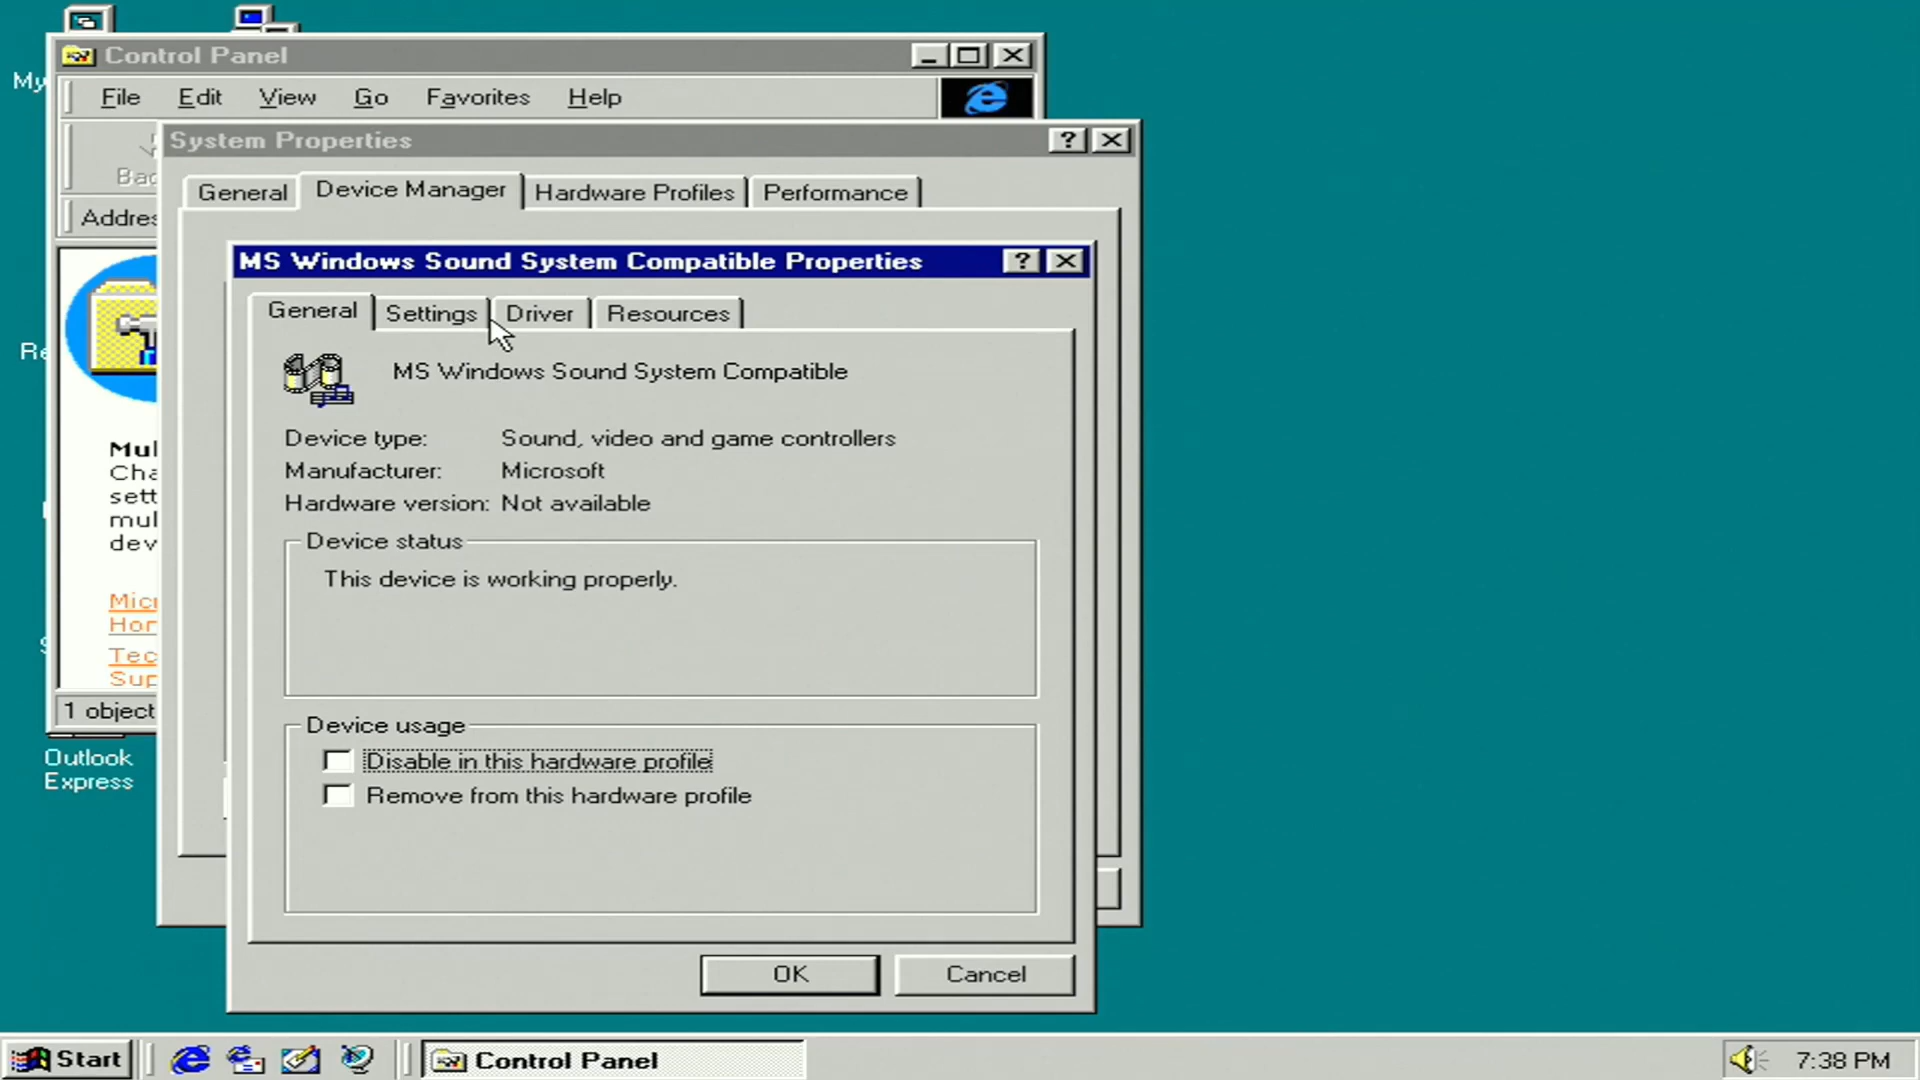 My
Control Panel
File Edit View Go Favorites Help
System Properties
General Device Manager Hardware Profiles Performance
MS Windows Sound System Compatible Properties
General Settings Driver Resources
MS Windows Sound System Compatible
Device type: Sound, video and game controllers
Manufacturer: Microsoft
Hardware version: Not available
Device status
This device is working properly.
Device usage
Disable in this hardware profile
Remove from this hardware profile
OK Cancel
1 object
Outlook
Express
Start Control Panel 7:38 PM